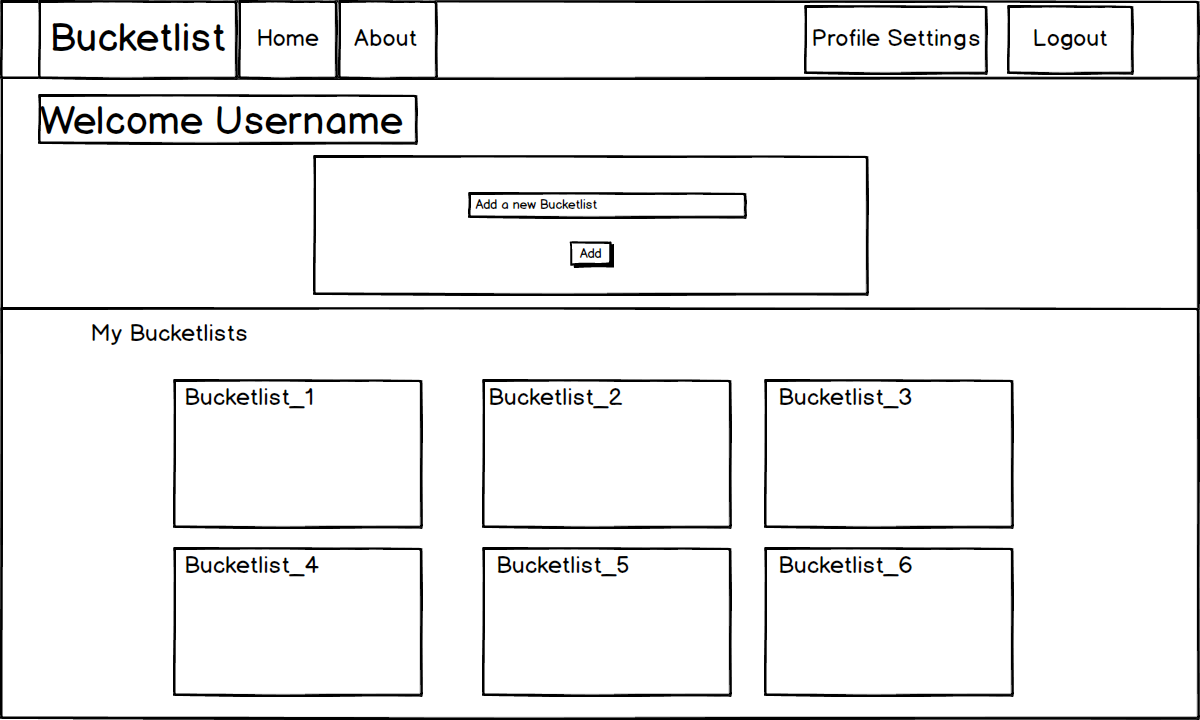 Bucketlist Home About Profile Settings Logout
Welcome Username
Add a new Bucketlist
Add
My Bucketlists
Bucketlist_1 Bucketlist_2 Bucketlist_3
Bucketlist_4 Bucketlist_5 Bucketlist_6